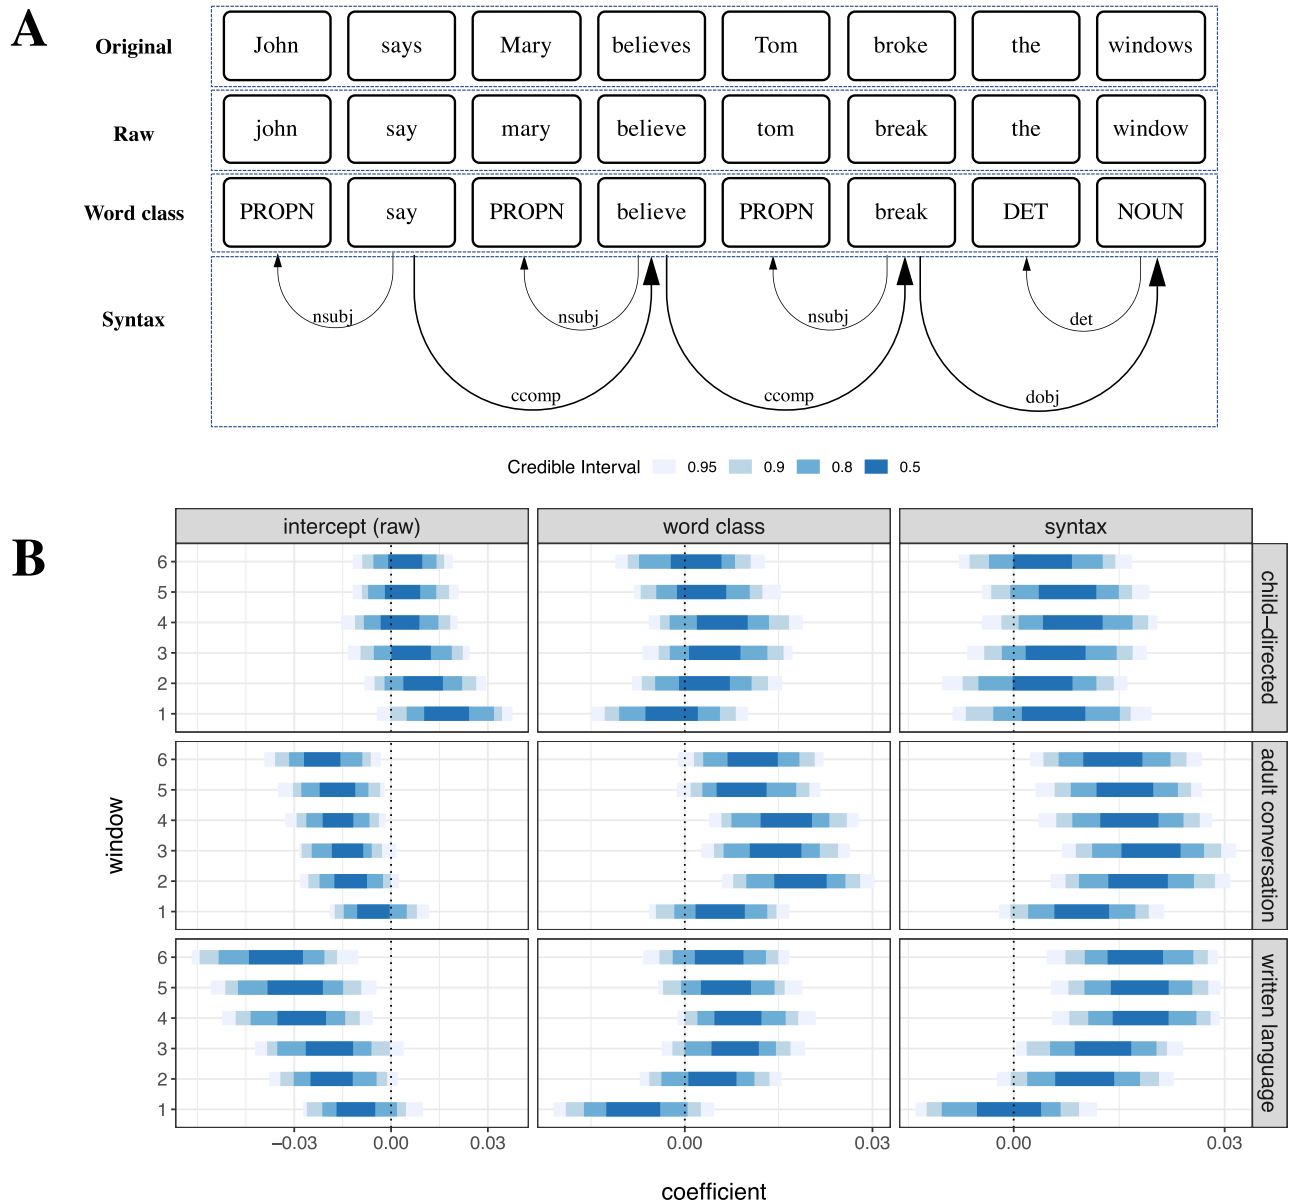 A
Original John says Mary believes Tom broke the windows
Raw john say mary believe tom break the window
Word class PROPN say PROPN believe PROPN break DET NOUN
Syntax nsubj nsubj nsubj det
ccomp ccomp dobj
Credible Interval 0.95 0.9 0.8 0.5
B
intercept (raw) word class syntax
6
5
4
3
2
1
child–directed
window
6
5
4
3
2
1
adult conversation
6
5
4
3
2
1
written language
−0.03 0.00 0.03 0.00 0.03 0.00 0.03
coefficient